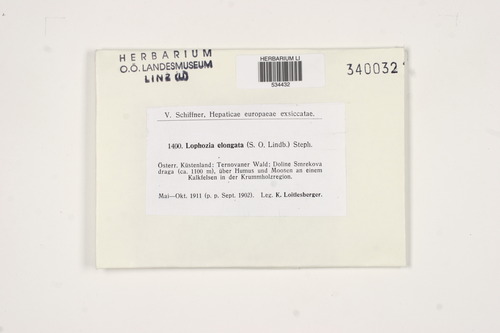 HERBARIUM
O.Ö. LANDESMUSEUM
LINZ (LI)
HERBARIUM LI
534432
340032
V. Schiffner, Hepaticae europaeae exsiccatae.
1400. Lophozia elongata (S. O. Lindb.) Steph.
Österr. Küstenland: Ternovaner Wald; Doline Smrekova
draga (ca. 1100 m), über Humus und Moosen an einem
Kalkfelsen in der Krummholzregion.
Mai—Okt. 1911 (p. p. Sept. 1902). Leg. K. Loitlesberger.